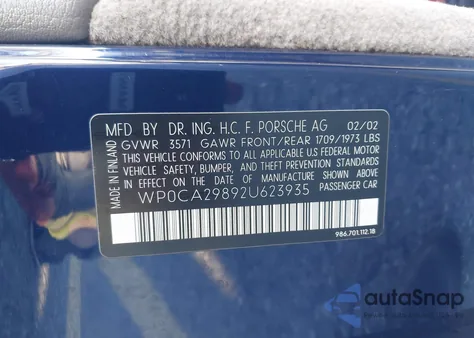 MFD BY DR. ING. H.C. F. PORSCHE AG 02/02
GVWR 3571 GAWR FRONT/REAR 1709/1973 LBS
THIS VEHICLE CONFORMS TO ALL APPLICABLE U.S. FEDERAL MOTOR
VEHICLE SAFETY, BUMPER, AND THEFT PREVENTION STANDARDS
IN EFFECT ON THE DATE OF MANUFACTURE SHOWN ABOVE.
WP0CA29892U623935 PASSENGER CAR
MADE IN FINLAND
986.701.112.18
autoSnap